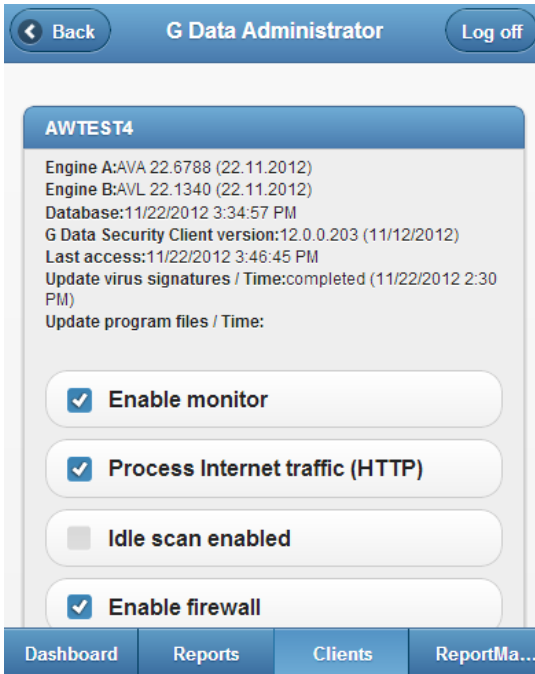 Back
G Data Administrator
Log off
AWTEST4
Engine A:AVA 22.6788 (22.11.2012)
Engine B:AVL 22.1340 (22.11.2012)
Database:11/22/2012 3:34:57 PM
G Data Security Client version:12.0.0.203 (11/12/2012)
Last access:11/22/2012 3:46:45 PM
Update virus signatures / Time:completed (11/22/2012 2:30
PM)
Update program files / Time:
Enable monitor
Process Internet traffic (HTTP)
Idle scan enabled
Enable firewall
Dashboard
Reports
Clients
ReportMa...